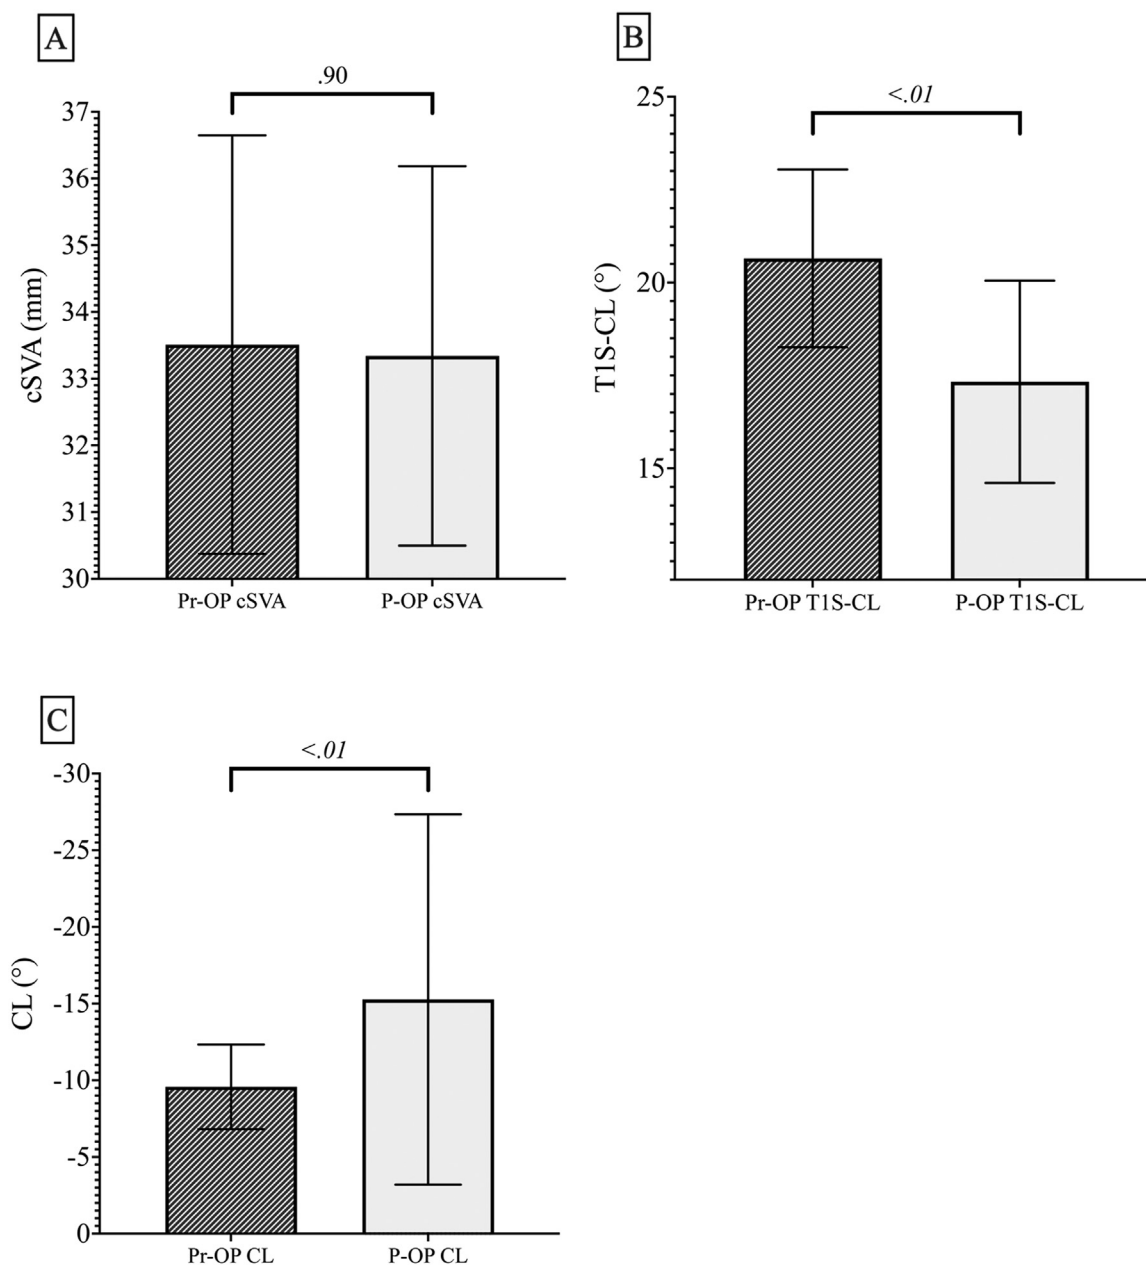 A
.90
37
36
35
34
33
32
31
30
cSVA (mm)
Pr-OP cSVA
P-OP cSVA
B
<.01
25
20
15
T1S-CL (°)
Pr-OP T1S-CL
P-OP T1S-CL
C
<.01
-30
-25
-20
-15
-10
-5
0
CL (°)
Pr-OP CL
P-OP CL